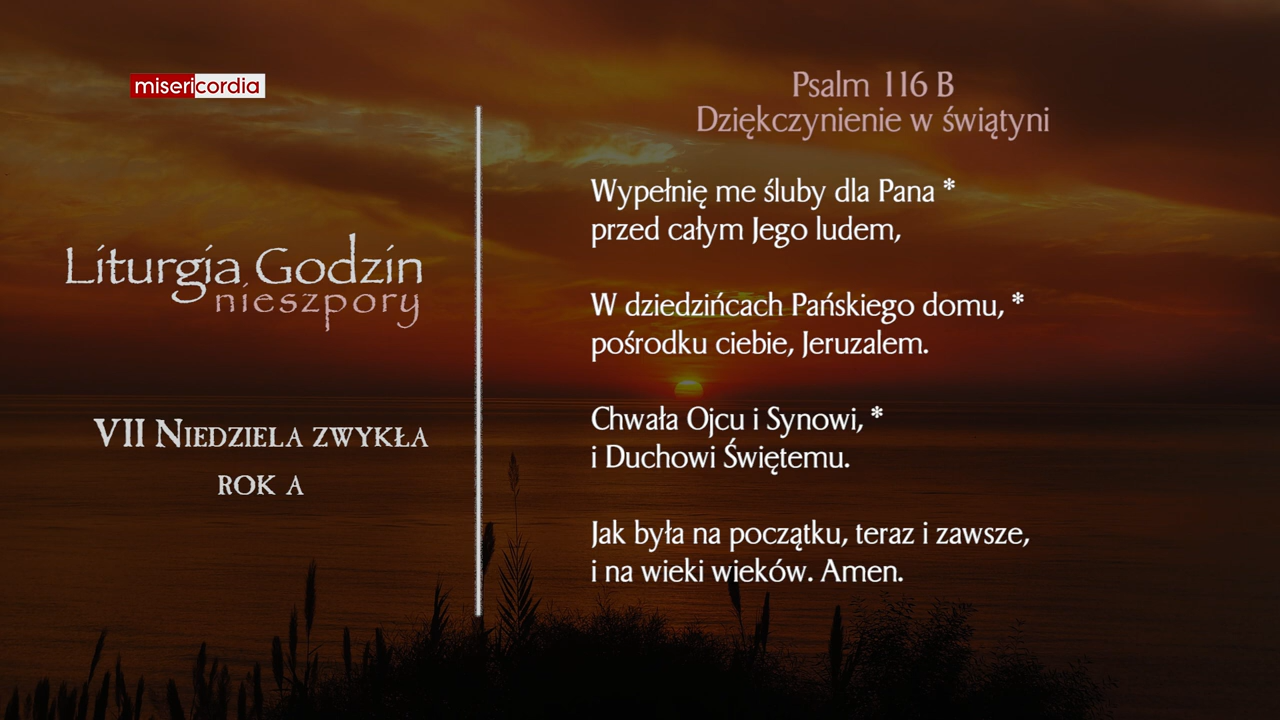 misericordia
Liturgia Godzin
nieszpory
VII Niedziela zwykła
rok A
Psalm 116 B
Dziękczynienie w świątyni
Wypełnię me śluby dla Pana *
przed całym Jego ludem,
W dziedzińcach Pańskiego domu, *
pośrodku ciebie, Jeruzalem.
Chwała Ojcu i Synowi, *
i Duchowi Świętemu.
Jak była na początku, teraz i zawsze,
i na wieki wieków. Amen.